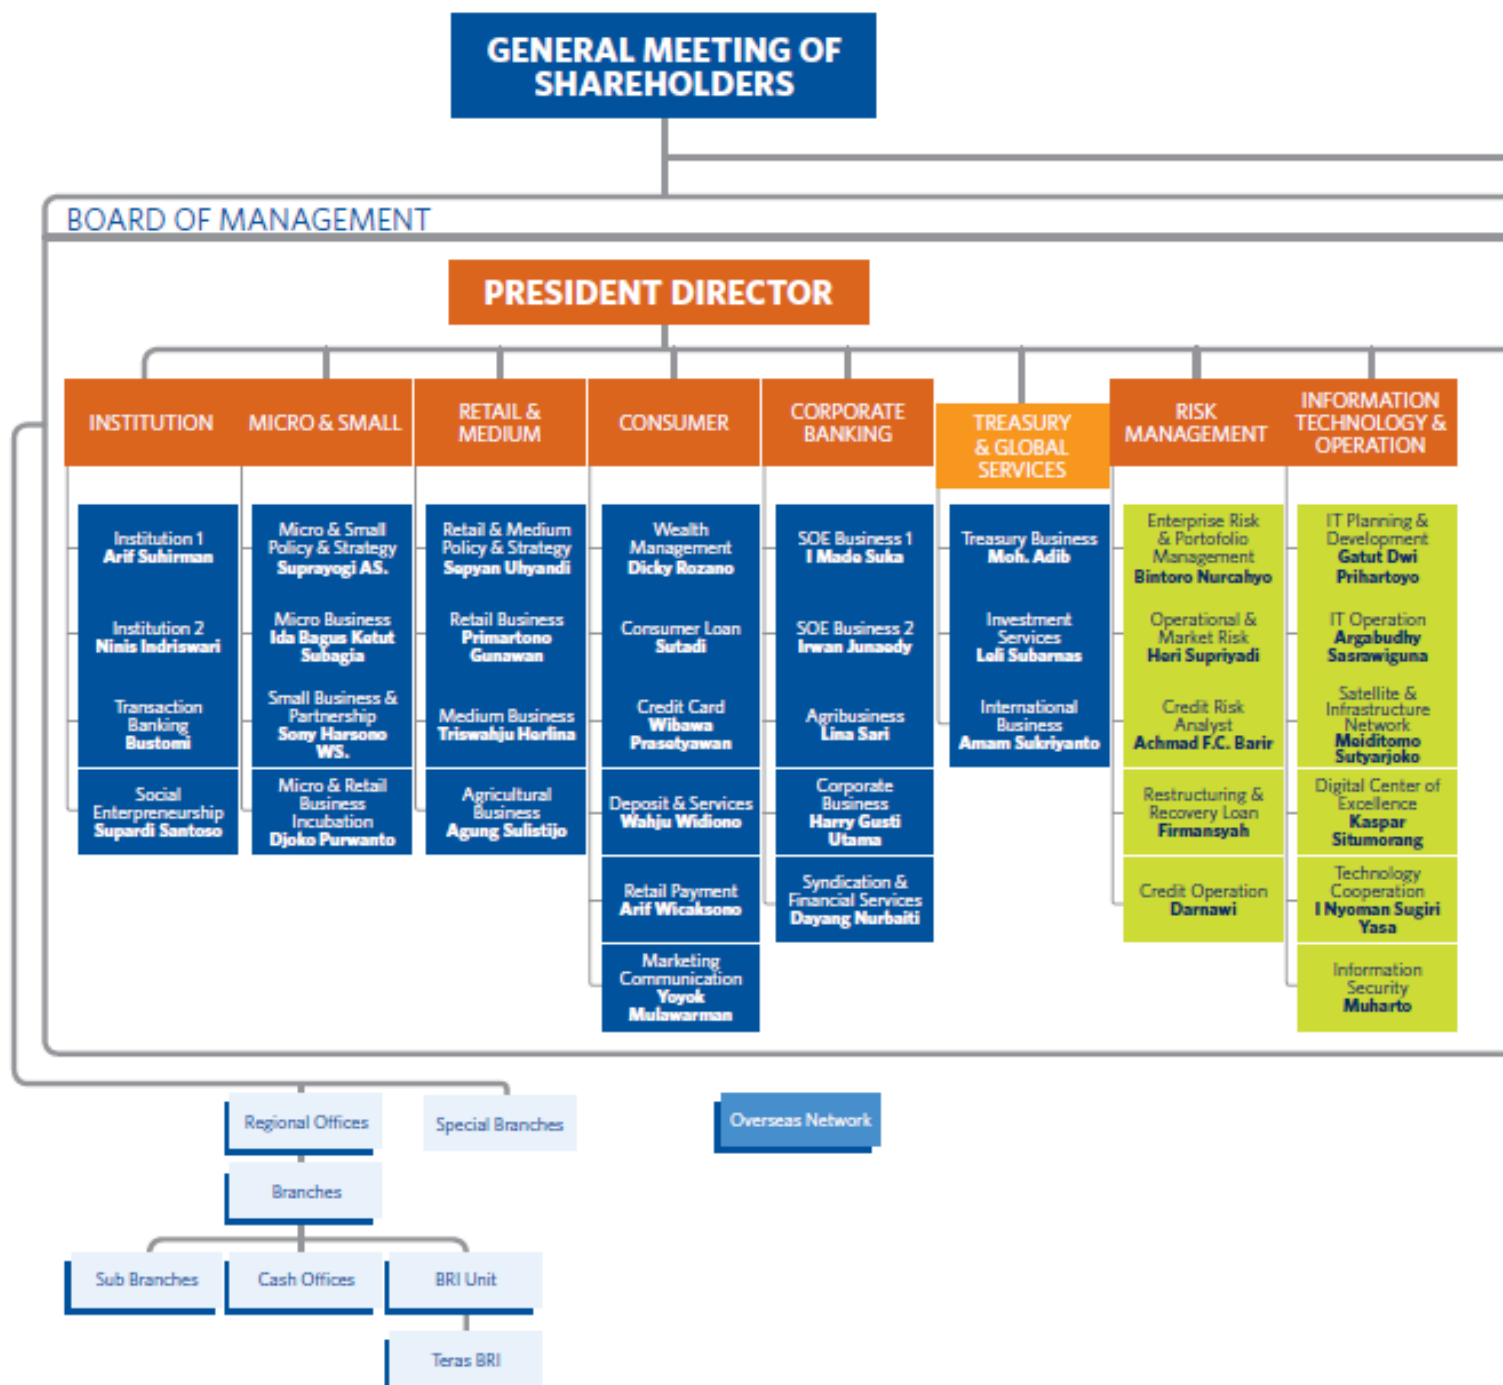 GENERAL MEETING OF
SHAREHOLDERS
BOARD OF MANAGEMENT
PRESIDENT DIRECTOR
INSTITUTION
Institution 1
Arif Suhirman
Institution 2
Ninis Indriswari
Transaction
Banking
Bustomi
Social
Enterpreneurship
Supardi Santoso
MICRO & SMALL
Micro & Small
Policy & Strategy
Suprayogi AS.
Micro Business
Ida Bagus Ketut
Subagia
Small Business &
Partnership
Sony Harsono
WS.
Micro & Retail
Business
Incubation
Djoko Purwanto
RETAIL &
MEDIUM
Retail & Medium
Policy & Strategy
Sepyan Uhyandi
Retail Business
Primartono
Gunawan
Medium Business
Triswahju Herlina
Agricultural
Business
Agung Sulistijo
CONSUMER
Wealth
Management
Dicky Rozano
Consumer Loan
Sutadi
Credit Card
Wibawa
Prasetyawan
Deposit & Services
Wahju Widiono
Retail Payment
Arif Wicaksono
Marketing
Communication
Yoyok
Mulawarman
CORPORATE
BANKING
SOE Business 1
I Made Suka
SOE Business 2
Irwan Junaedy
Agribusiness
Lina Sari
Corporate
Business
Harry Gusti
Utama
Syndication &
Financial Services
Dayang Nurbaiti
TREASURY
& GLOBAL
SERVICES
Treasury Business
Moh. Adib
Investment
Services
Leli Subarnas
International
Business
Amam Sukriyanto
RISK
MANAGEMENT
Enterprise Risk
& Portofolio
Management
Bintoro Nurcahyo
Operational &
Market Risk
Heri Supriyadi
Credit Risk
Analyst
Achmad F.C. Barir
Restructuring &
Recovery Loan
Firmansyah
Credit Operation
Darnawi
INFORMATION
TECHNOLOGY &
OPERATION
IT Planning &
Development
Gatut Dwi
Prihartoyo
IT Operation
Argabudhy
Sasrawiguna
Satellite &
Infrastructure
Network
Meiditomo
Sutyarjoko
Digital Center of
Excellence
Kaspar
Situmorang
Technology
Cooperation
I Nyoman Sugiri
Yasa
Information
Security
Muharto
Regional Offices
Special Branches
Overseas Network
Branches
Sub Branches
Cash Offices
BRI Unit
Teras BRI